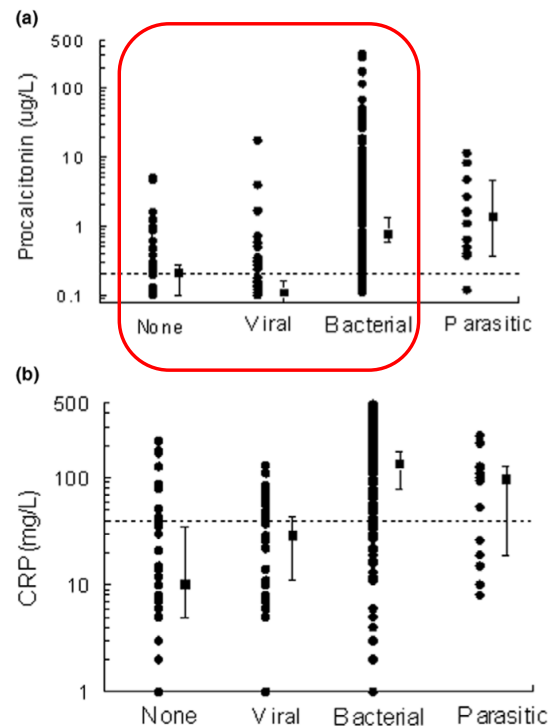 (a)
Procalcitonin (ug/L)
500
100
10
1
0.1
None Viral Bacterial Parasitic
(b)
CRP (mg/L)
500
100
10
1
None Viral Bacterial Parasitic